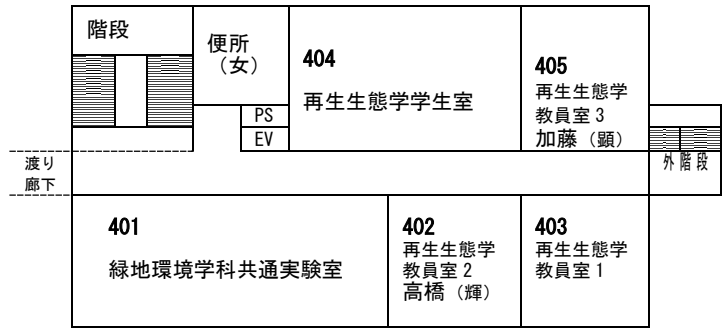 階段
便所
（女）
404
再生生態学学生室
405
再生生態学
教員室３
加藤（顕）
PS
EV
渡り
廊下
外階段
401
緑地環境学科共通実験室
402
再生生態学
教員室２
高橋（輝）
403
再生生態学
教員室１